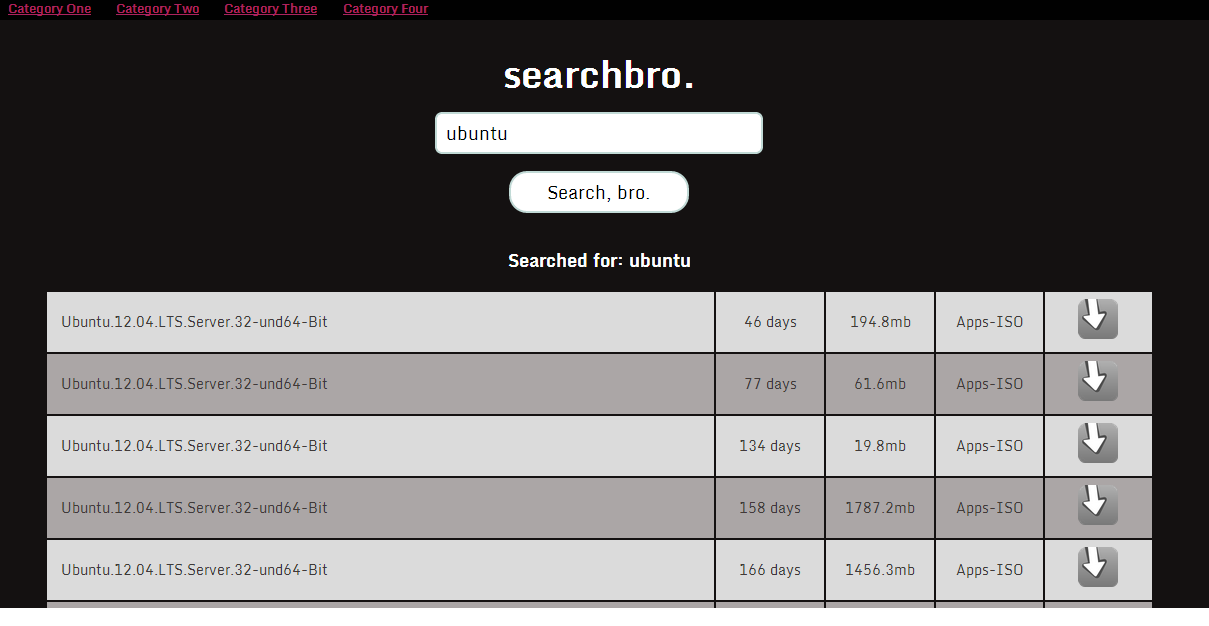 Category One Category Two Category Three Category Four
searchbro.
ubuntu
Search, bro.
Searched for: ubuntu
Ubuntu.12.04.LTS.Server.32-und64-Bit 46 days 194.8mb Apps-ISO
Ubuntu.12.04.LTS.Server.32-und64-Bit 77 days 61.6mb Apps-ISO
Ubuntu.12.04.LTS.Server.32-und64-Bit 134 days 19.8mb Apps-ISO
Ubuntu.12.04.LTS.Server.32-und64-Bit 158 days 1787.2mb Apps-ISO
Ubuntu.12.04.LTS.Server.32-und64-Bit 166 days 1456.3mb Apps-ISO